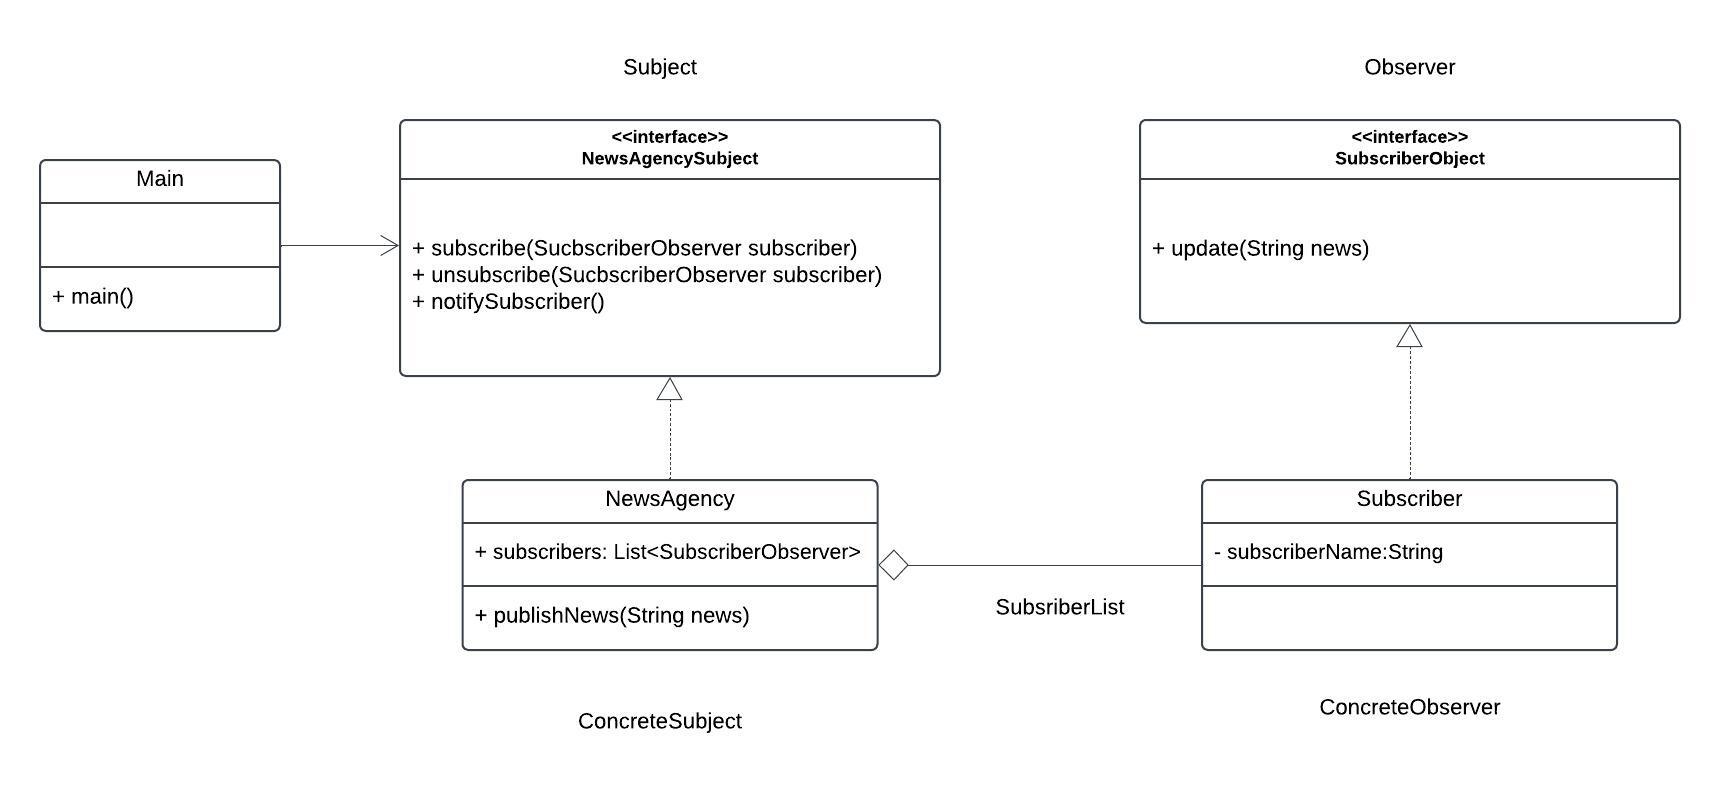 Subject
Observer
Main
+ main()
<<interface>>
NewsAgencySubject
+ subscribe(SucbscriberObserver subscriber)
+ unsubscribe(SucbscriberObserver subscriber)
+ notifySubscriber()
<<interface>>
SubscriberObject
+ update(String news)
NewsAgency
+ subscribers: List<SubscriberObserver>
+ publishNews(String news)
SubsriberList
Subscriber
- subscriberName:String
ConcreteSubject
ConcreteObserver